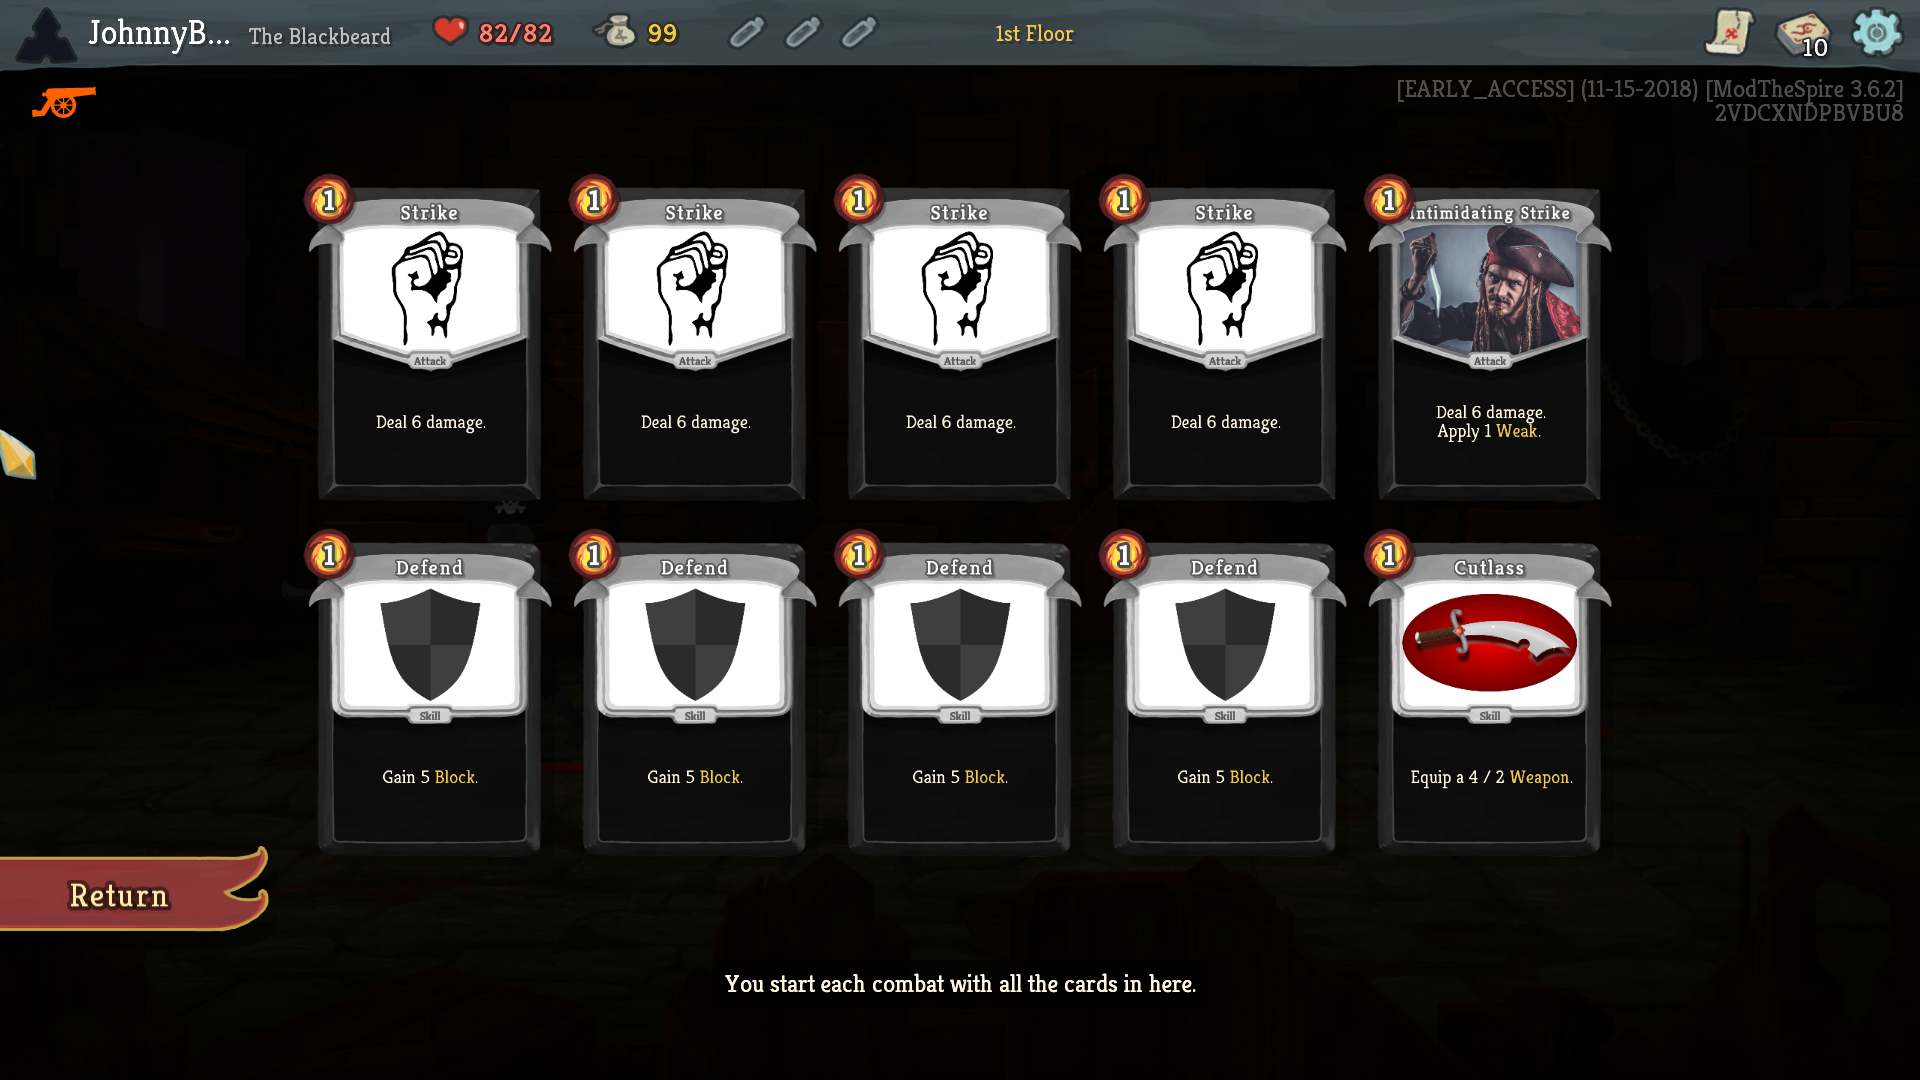 JohnnyB... The Blackbeard 82/82 99 1st Floor 10
[EARLY_ACCESS] (11-15-2018) [ModTheSpire 3.6.2]
2VDCXNDPBVBU8
1 Strike
Attack
Deal 6 damage.
1 Strike
Attack
Deal 6 damage.
1 Strike
Attack
Deal 6 damage.
1 Strike
Attack
Deal 6 damage.
1 Intimidating Strike
Attack
Deal 6 damage.
Apply 1 Weak.
1 Defend
Skill
Gain 5 Block.
1 Defend
Skill
Gain 5 Block.
1 Defend
Skill
Gain 5 Block.
1 Defend
Skill
Gain 5 Block.
1 Cutlass
Skill
Equip a 4 / 2 Weapon.
Return
You start each combat with all the cards in here.